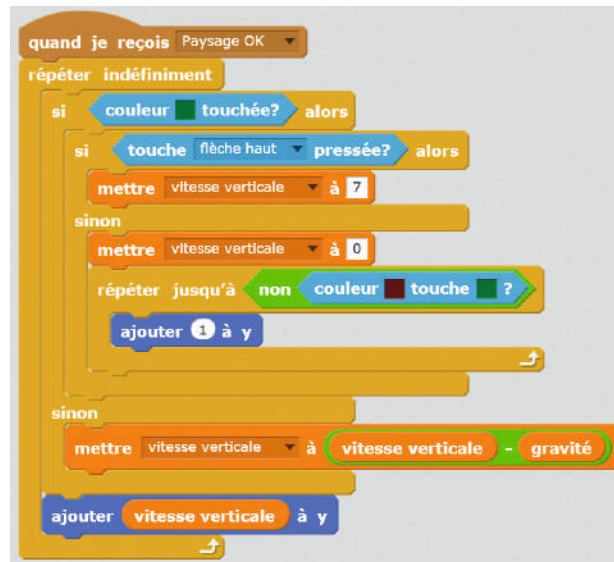 quand je reçois Paysage OK
répéter indéfiniment
si couleur touchée? alors
si touche flèche haut pressée? alors
mettre vitesse verticale à 7
sinon
mettre vitesse verticale à 0
répéter jusqu'à non couleur touche ?
ajouter 1 à y
sinon
mettre vitesse verticale à vitesse verticale - gravité
ajouter vitesse verticale à y